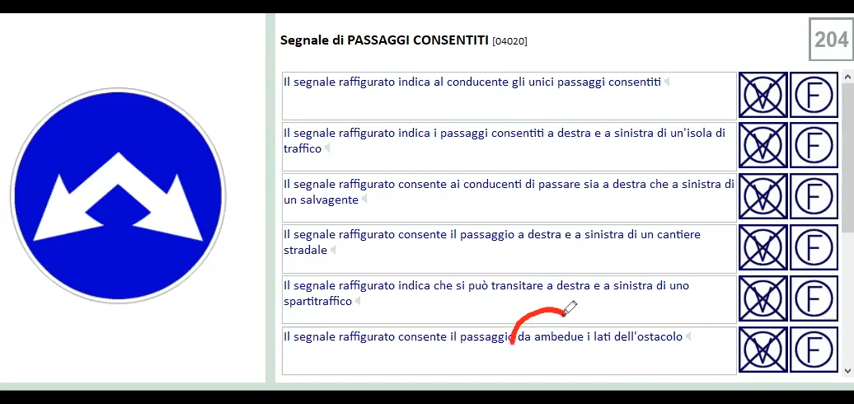 Segnale di PASSAGGI CONSENTITI [04020]
204
Il segnale raffigurato indica al conducente gli unici passaggi consentiti
V F
Il segnale raffigurato indica i passaggi consentiti a destra e a sinistra di un'isola di
traffico
V F
Il segnale raffigurato consente ai conducenti di passare sia a destra che a sinistra di
un salvagente
V F
Il segnale raffigurato consente il passaggio a destra e a sinistra di un cantiere
stradale
V F
Il segnale raffigurato indica che si può transitare a destra e a sinistra di uno
spartitraffico
V F
Il segnale raffigurato consente il passaggio da ambedue i lati dell'ostacolo
V F